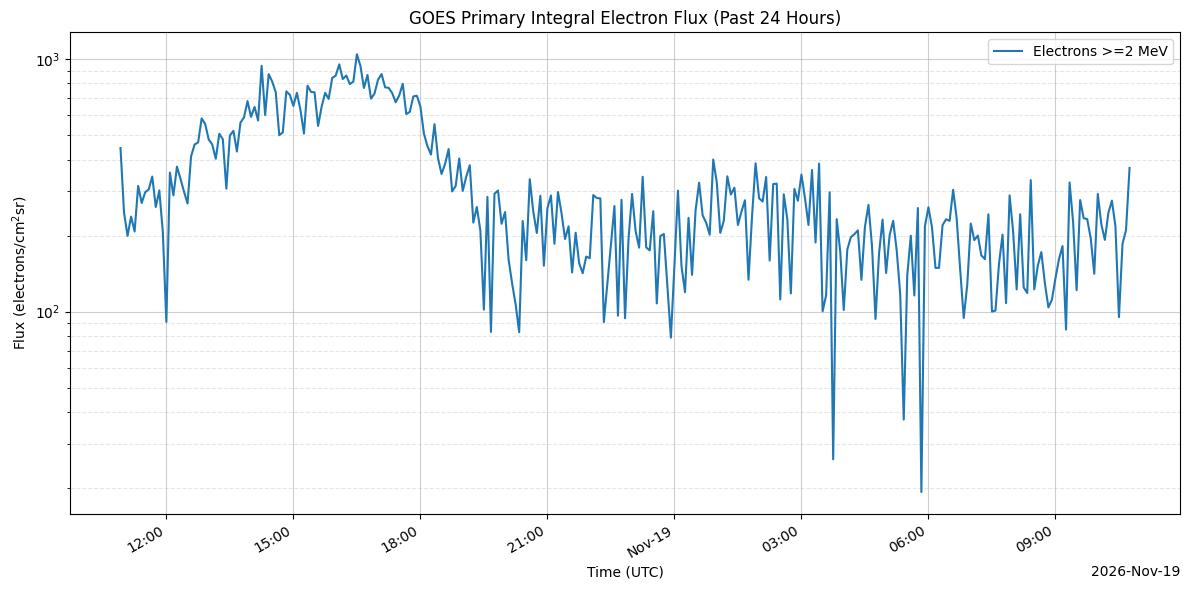 GOES Primary Integral Electron Flux (Past 24 Hours)
Electrons >=2 MeV
10³
10²
Flux (electrons/cm²sr)
12:00
15:00
18:00
21:00
Nov-19
03:00
06:00
09:00
Time (UTC)
2026-Nov-19